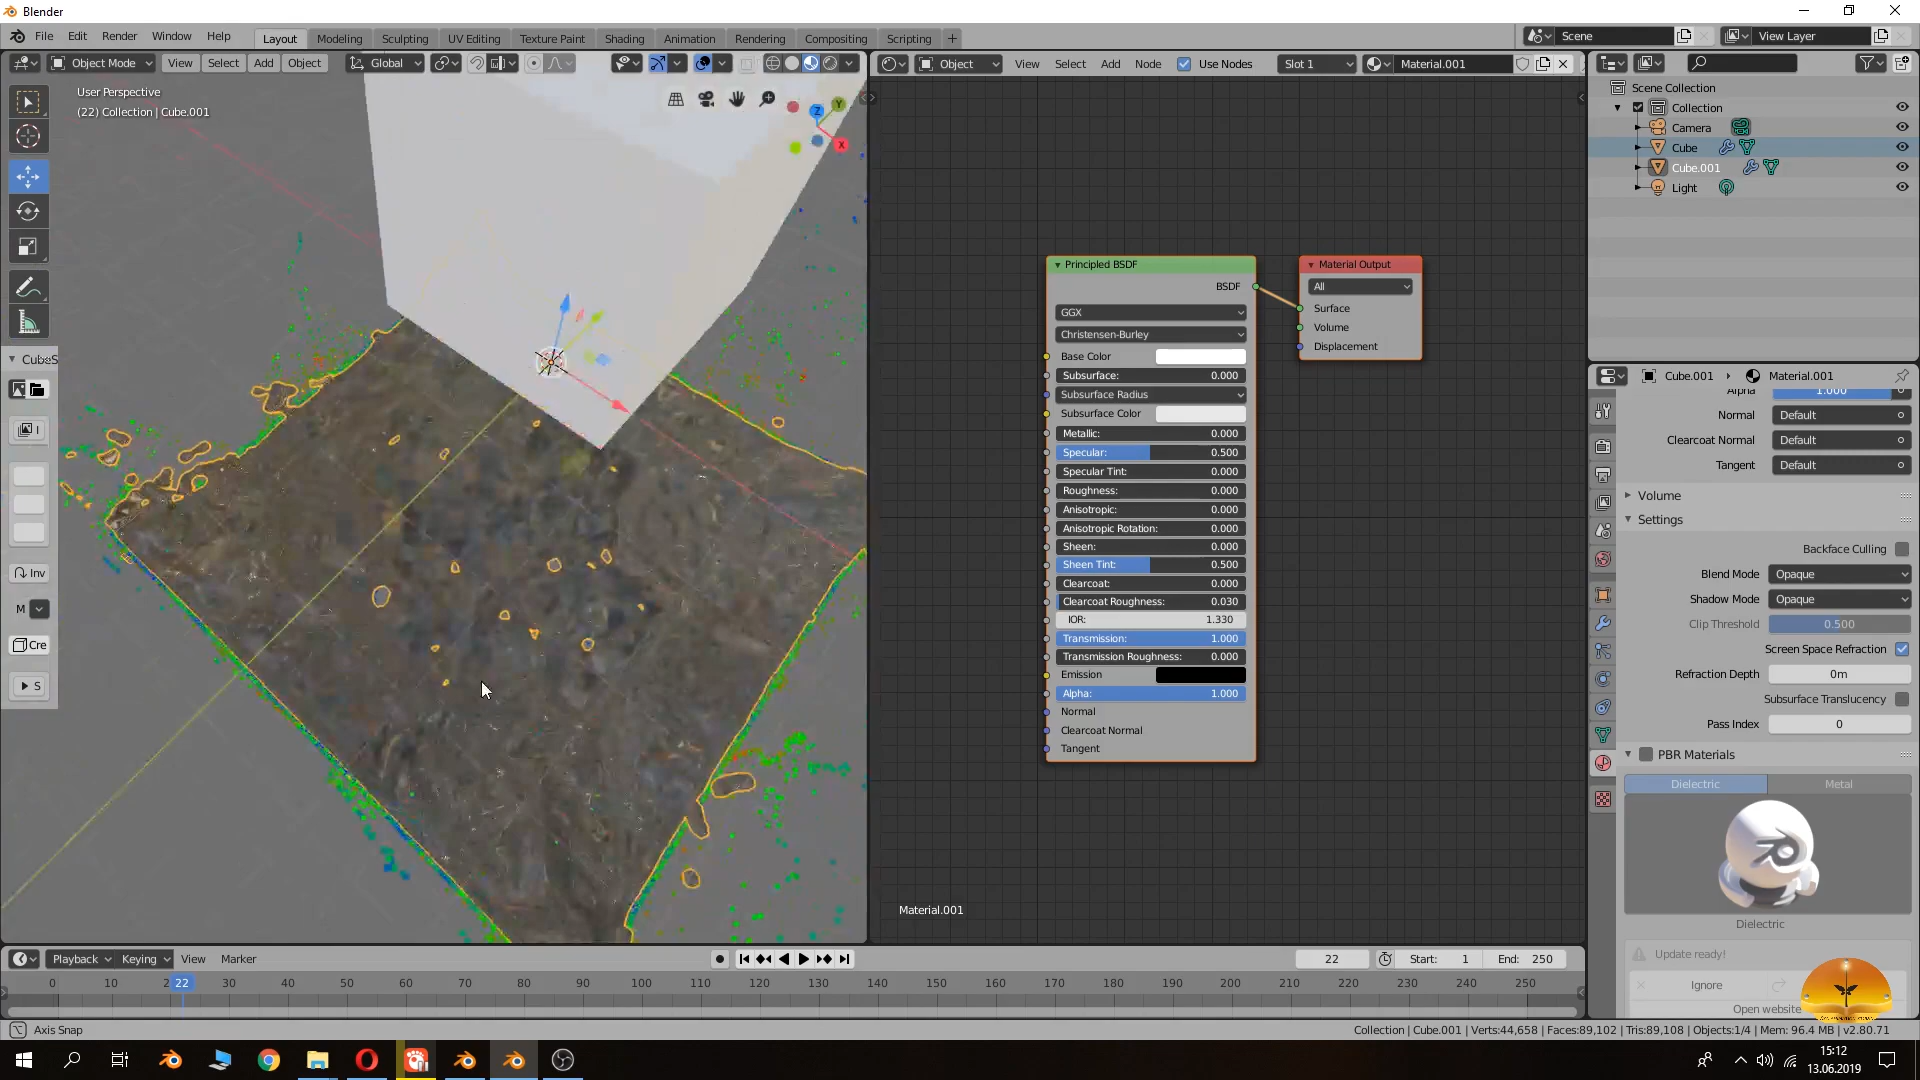 Blender
File Edit Render Window Help
Layout Modeling Sculpting UV Editing Texture Paint Shading Animation Rendering Compositing Scripting +
Scene View Layer
Object Mode View Select Add Object Global
Object View Select Add Node Use Nodes Slot 1 Material.001
User Perspective
(22) Collection | Cube.001
Z
Y
X
Scene Collection
Collection
Camera
Cube
Cube.001
Light
CubeS
I
Inv
M
Cre
S
Principled BSDF
BSDF
GGX
Christensen-Burley
Base Color
Subsurface: 0.000
Subsurface Radius
Subsurface Color
Metallic: 0.000
Specular: 0.500
Specular Tint: 0.000
Roughness: 0.000
Anisotropic: 0.000
Anisotropic Rotation: 0.000
Sheen: 0.000
Sheen Tint: 0.500
Clearcoat: 0.000
Clearcoat Roughness: 0.030
IOR: 1.330
Transmission: 1.000
Transmission Roughness: 0.000
Emission
Alpha: 1.000
Normal
Clearcoat Normal
Tangent
Material Output
All
Surface
Volume
Displacement
Material.001
Cube.001 Material.001
Alpha 1.000
Normal Default
Clearcoat Normal Default
Tangent Default
Volume
Settings
Backface Culling
Blend Mode Opaque
Shadow Mode Opaque
Clip Threshold 0.500
Screen Space Refraction
Refraction Depth 0m
Subsurface Translucency
Pass Index 0
PBR Materials
Dielectric Metal
Dielectric
Update ready!
Ignore
Open website
Playback Keying View Marker
22 Start: 1 End: 250
0 10 2 22 30 40 50 60 70 80 90 100 110 120 130 140 150 160 170 180 190 200 210 220 230 240 250
Axis Snap
Collection | Cube.001 | Verts:44,658 | Faces:89,102 | Tris:89,108 | Objects:1/4 | Mem: 96.4 MB | v2.80.71
15:12
13.06.2019